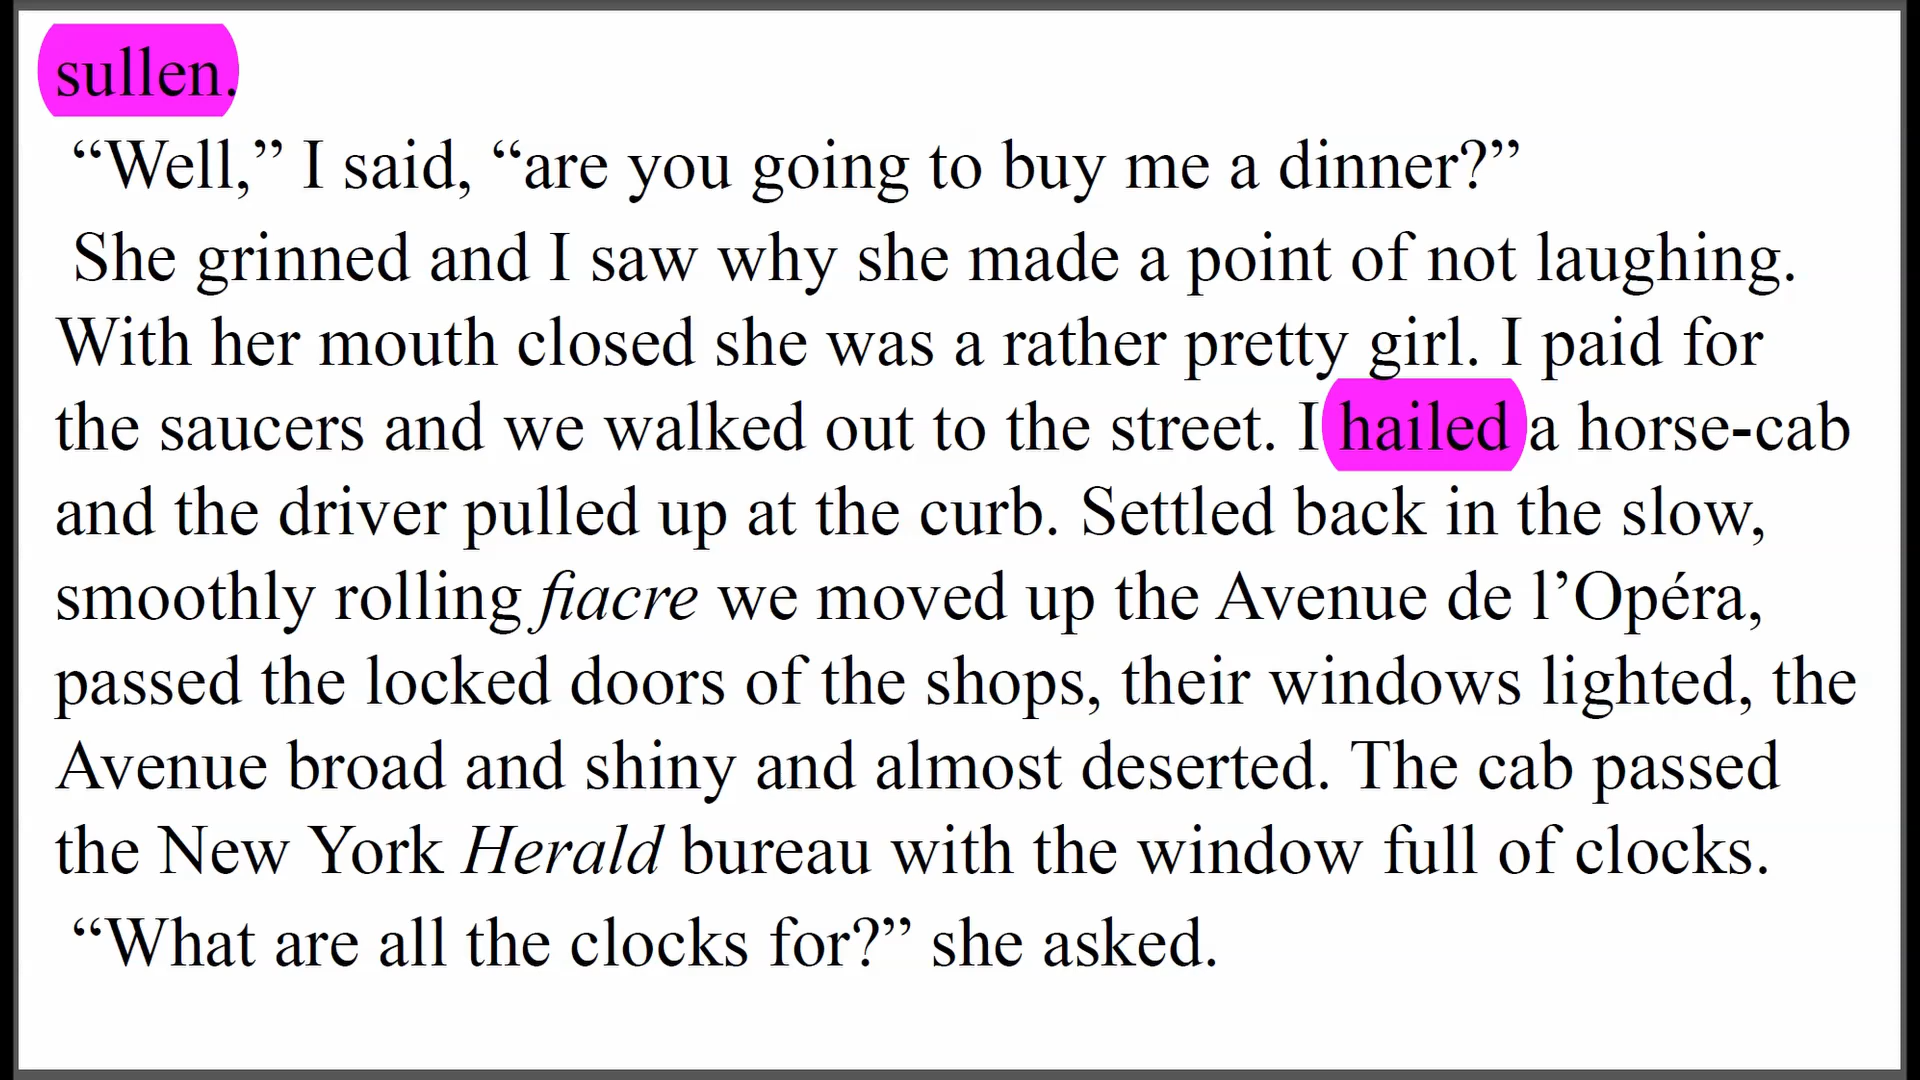 sullen.
“Well,” I said, “are you going to buy me a dinner?”
She grinned and I saw why she made a point of not laughing.
With her mouth closed she was a rather pretty girl. I paid for
the saucers and we walked out to the street. I hailed a horse-cab
and the driver pulled up at the curb. Settled back in the slow,
smoothly rolling fiacre we moved up the Avenue de l’Opéra,
passed the locked doors of the shops, their windows lighted, the
Avenue broad and shiny and almost deserted. The cab passed
the New York Herald bureau with the window full of clocks.
“What are all the clocks for?” she asked.